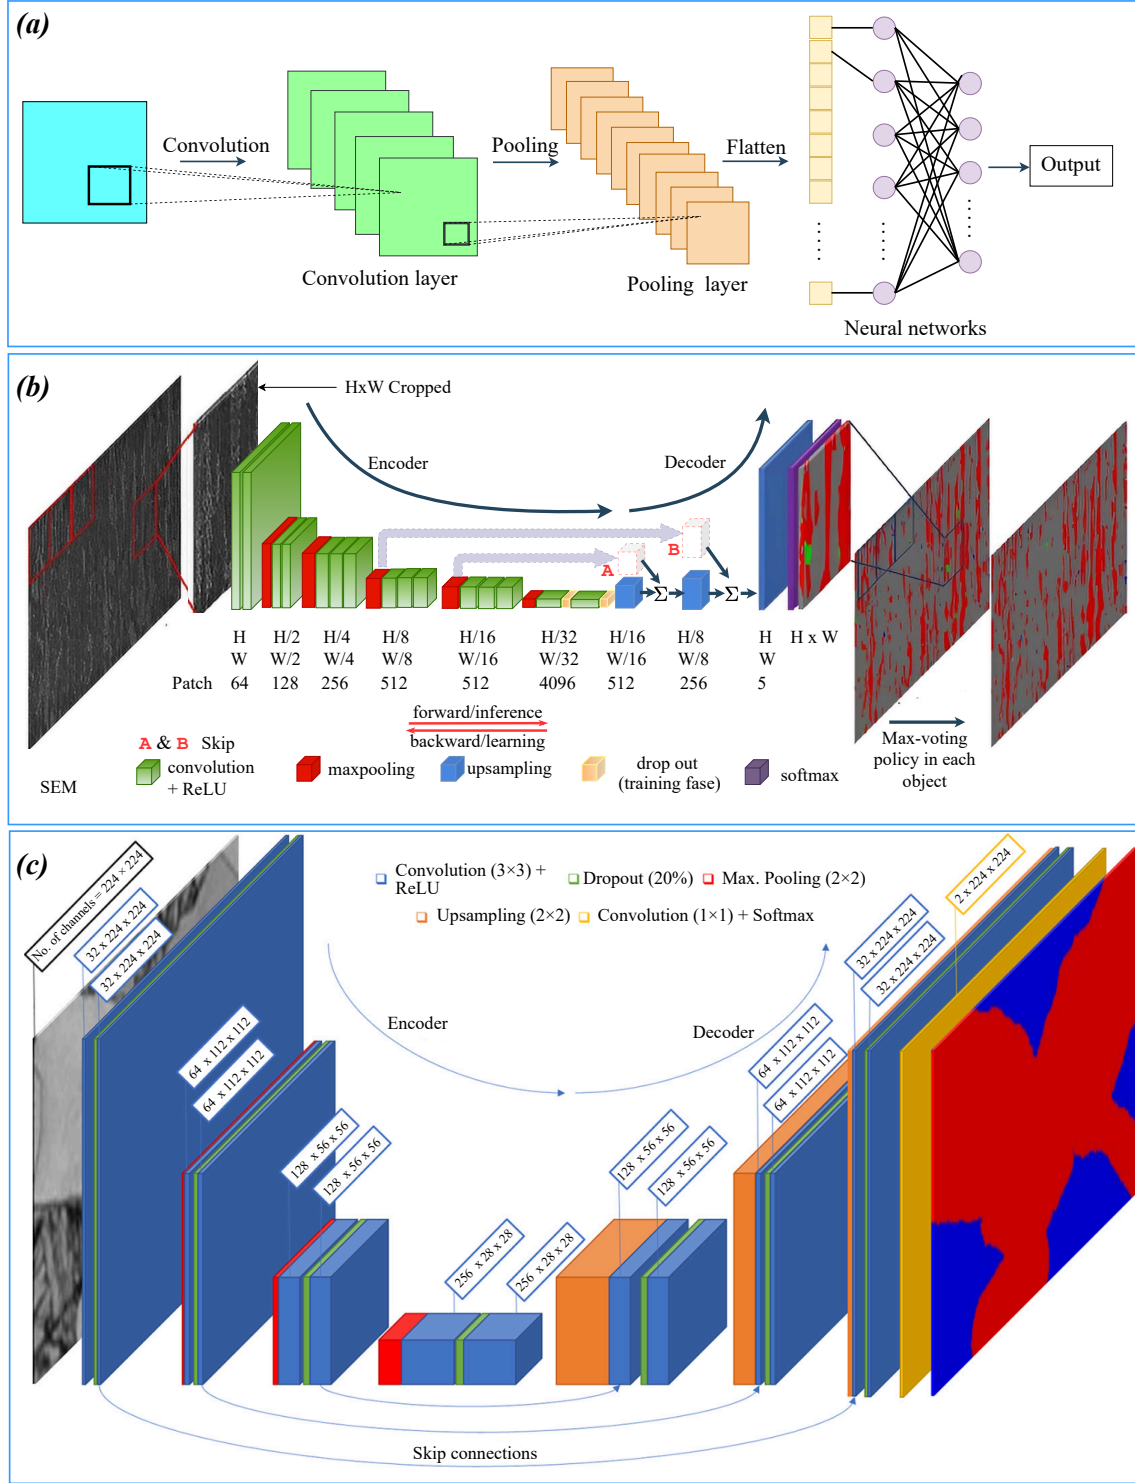 (a)
Convolution
Pooling
Flatten
Output
Convolution layer
Pooling layer
Neural networks
(b)
HxW Cropped
Encoder
Decoder
A
B
Σ
Σ
H H/2 H/4 H/8 H/16 H/32 H/16 H/8 H H x W
W W/2 W/4 W/8 W/16 W/32 W/16 W/8 W
Patch 64 128 256 512 512 4096 512 256 5
forward/inference
backward/learning
A & B Skip
convolution
+ ReLU
maxpooling
upsampling
drop out
(training fase)
softmax
Max-voting
policy in each
object
SEM
(c)
Convolution (3×3) +
ReLU
Dropout (20%)
Max. Pooling (2×2)
Upsampling (2×2)
Convolution (1×1) + Softmax
No. of channels = 224 × 224
32 x 224 x 224
32 x 224 x 224
64 x 112 x 112
64 x 112 x 112
128 x 56 x 56
128 x 56 x 56
256 x 28 x 28
256 x 28 x 28
128 x 56 x 56
128 x 56 x 56
64 x 112 x 112
64 x 112 x 112
32 x 224 x 224
32 x 224 x 224
2 x 224 x 224
Encoder
Decoder
Skip connections